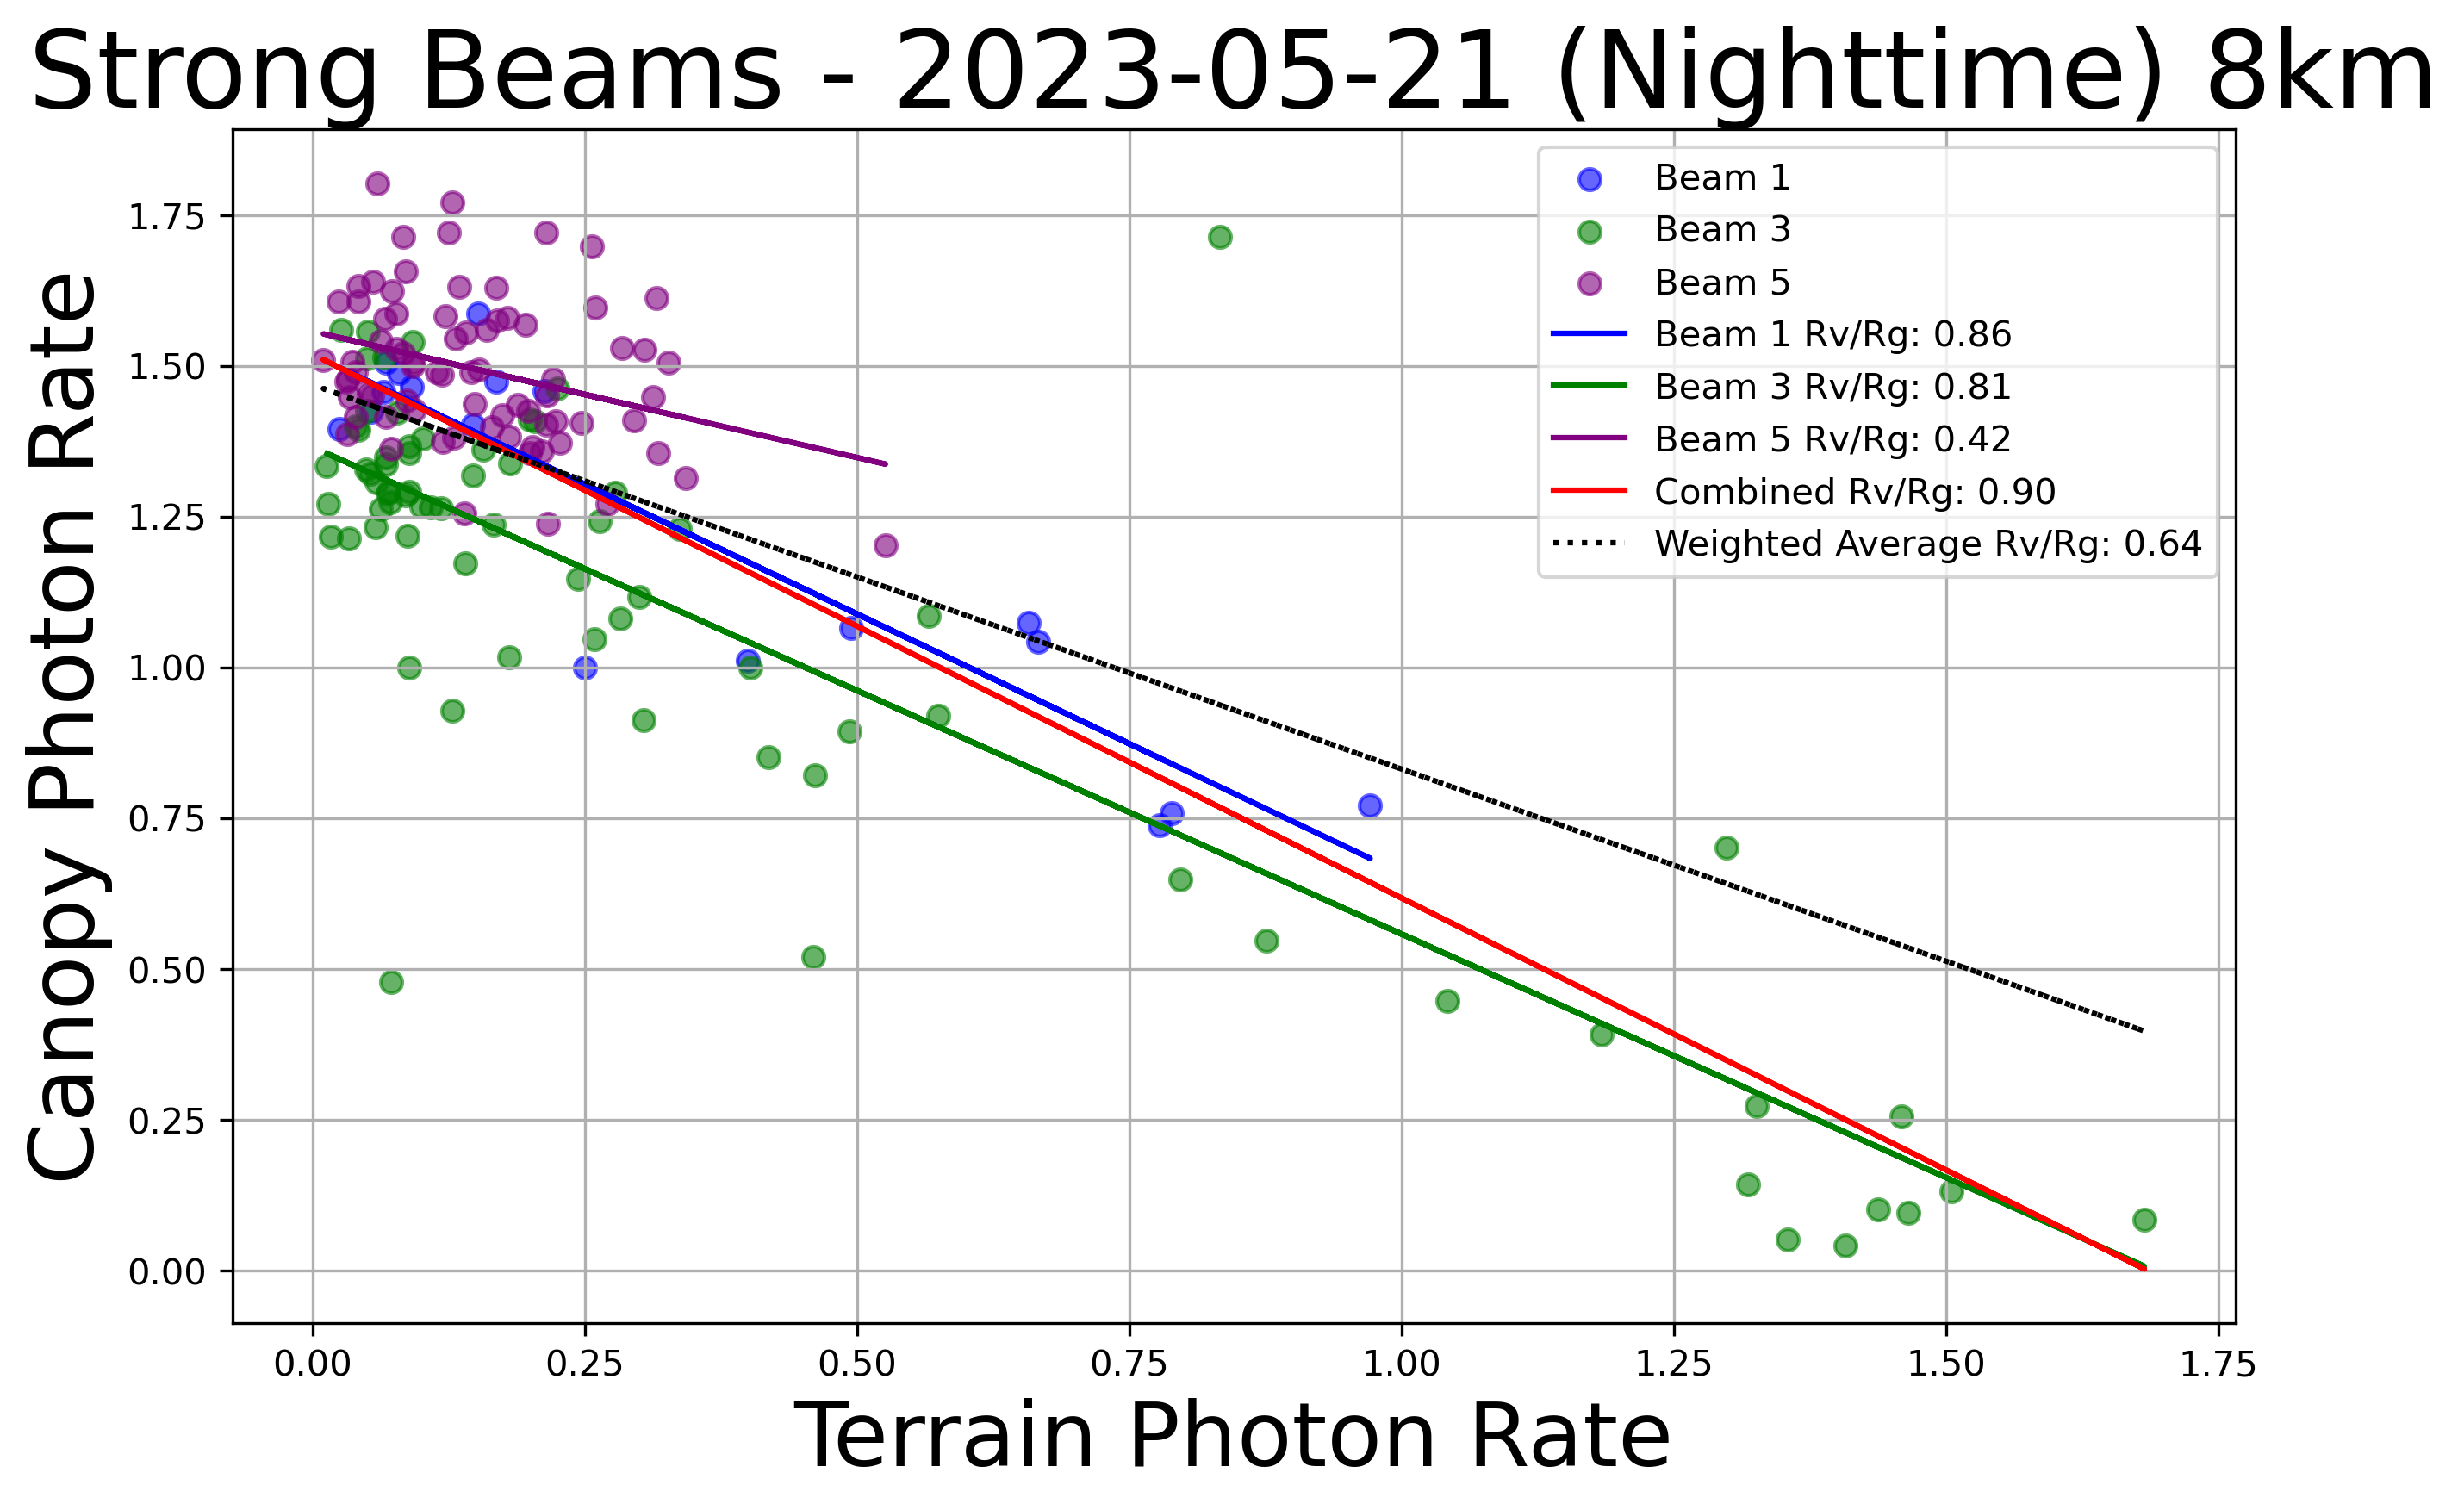 Strong Beams - 2023-05-21 (Nighttime) 8km
Beam 1
Beam 3
Beam 5
Beam 1 Rv/Rg: 0.86
Beam 3 Rv/Rg: 0.81
Beam 5 Rv/Rg: 0.42
Combined Rv/Rg: 0.90
Weighted Average Rv/Rg: 0.64
Canopy Photon Rate
1.75
1.50
1.25
1.00
0.75
0.50
0.25
0.00
0.00 0.25 0.50 0.75 1.00 1.25 1.50 1.75
Terrain Photon Rate